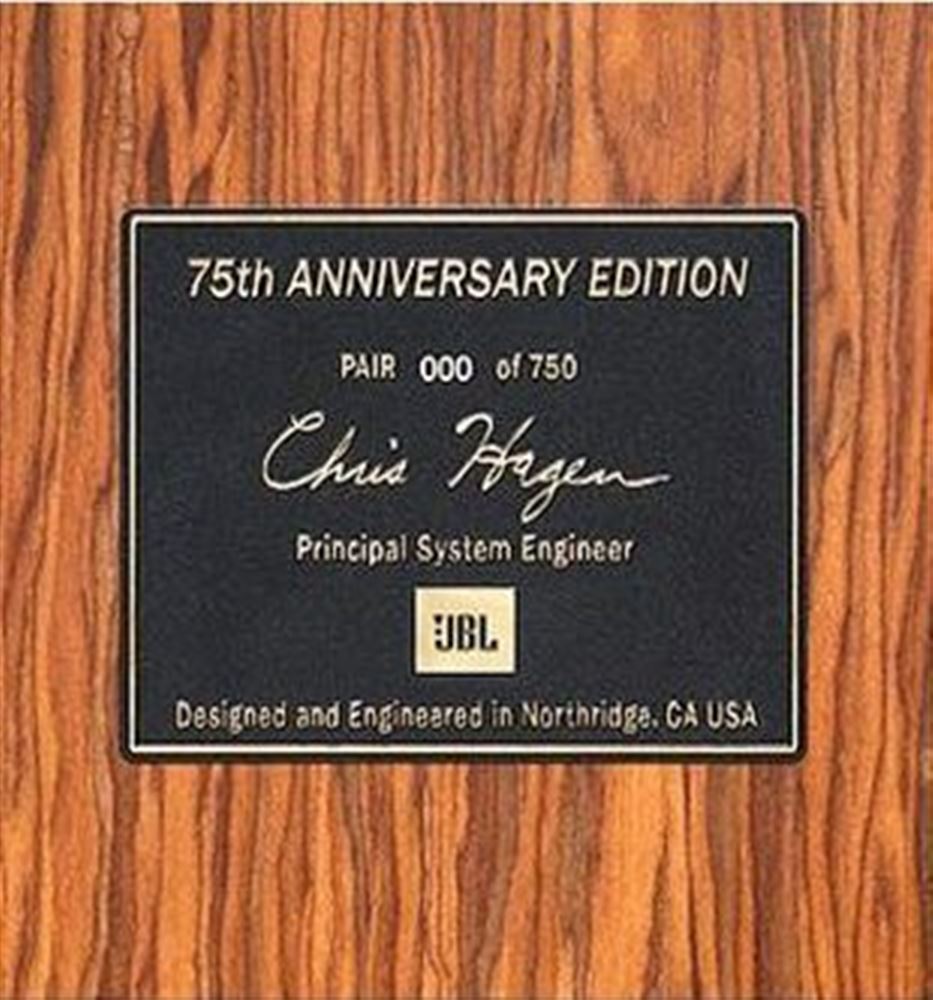 75th ANNIVERSARY EDITION
PAIR 000 of 750
Chris Hagen
Principal System Engineer
JBL
Designed and Engineered in Northridge, CA USA